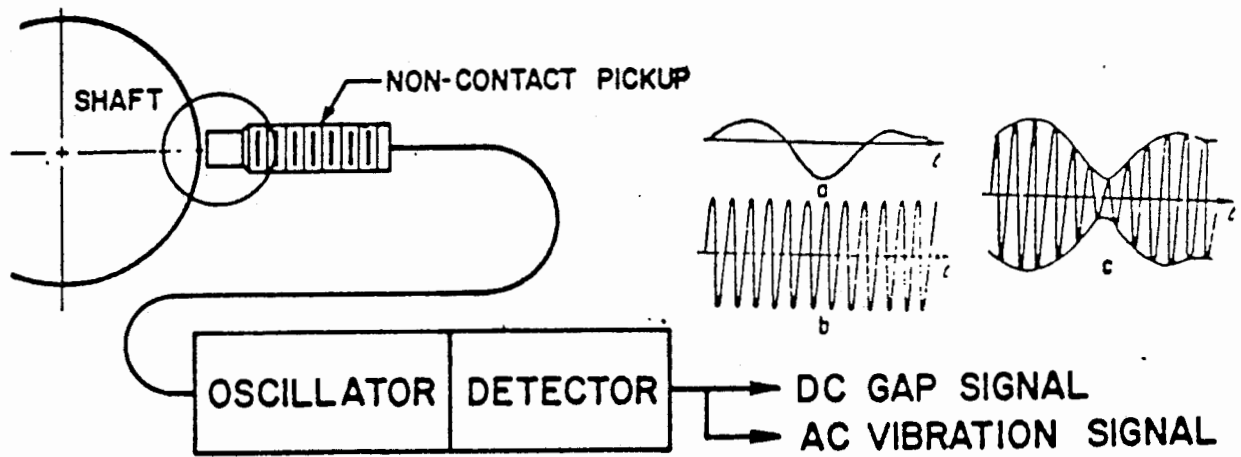 SHAFT
NON-CONTACT PICKUP
a
t
b
t
c
t
OSCILLATOR
DETECTOR
DC GAP SIGNAL
AC VIBRATION SIGNAL